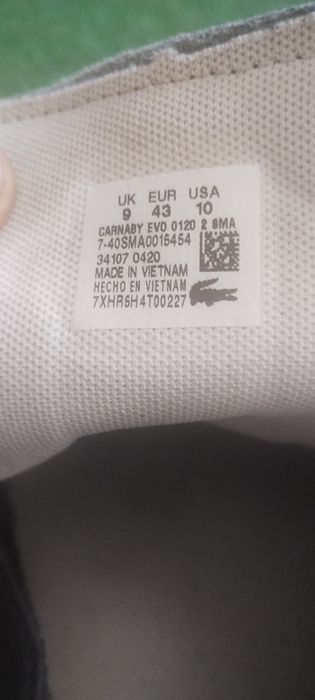 UK EUR USA
9 43 10
CARNABY EVO 0120 2 SMA
7-40SMA0015454
34107 0420
MADE IN VIETNAM
HECHO EN VIETNAM
7XHR6H4T00227